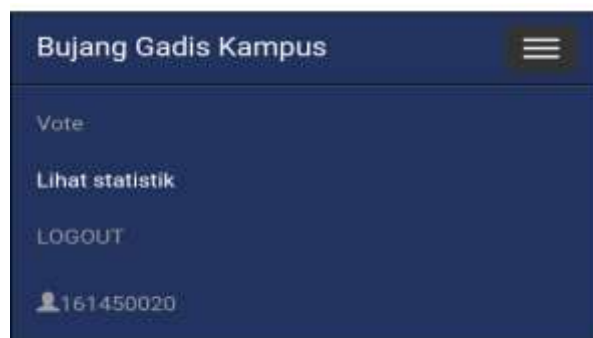 Bujang Gadis Kampus
Vote
Lihat statistik
LOGOUT
161450020